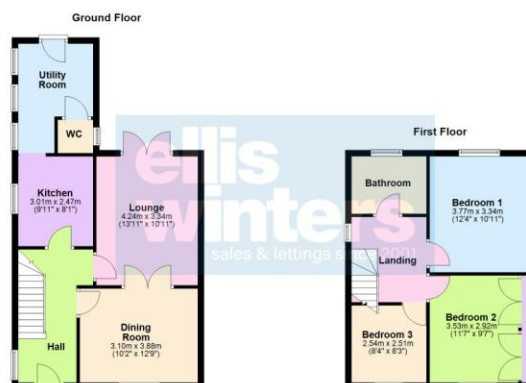 Ground Floor
Utility
Room
WC
Kitchen
3.01m x 2.47m
(9'11" x 8'1")
Lounge
4.24m x 3.34m
(13'11" x 10'11")
Dining
Room
3.10m x 3.88m
(10'2" x 12'9")
Hall
First Floor
Bathroom
Bedroom 1
3.77m x 3.34m
(12'4" x 10'11")
Landing
Bedroom 2
3.53m x 2.92m
(11'7" x 9'7")
Bedroom 3
2.54m x 2.51m
(8'4" x 8'3")
ellis
winters
sales & lettings since 2001